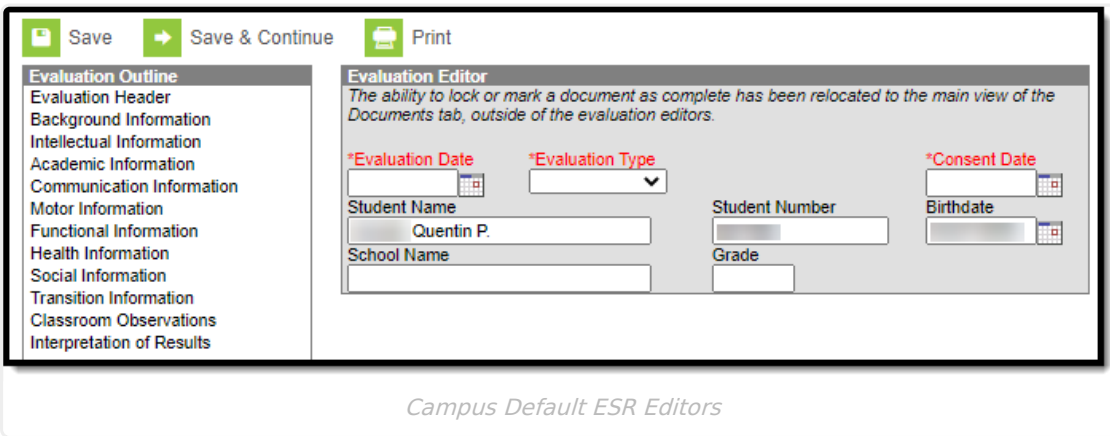 Save Save & Continue Print
Evaluation Outline
Evaluation Header
Background Information
Intellectual Information
Academic Information
Communication Information
Motor Information
Functional Information
Health Information
Social Information
Transition Information
Classroom Observations
Interpretation of Results
Evaluation Editor
The ability to lock or mark a document as complete has been relocated to the main view of the
Documents tab, outside of the evaluation editors.
*Evaluation Date *Evaluation Type *Consent Date
Student Name Student Number Birthdate
Quentin P.
School Name Grade
Campus Default ESR Editors